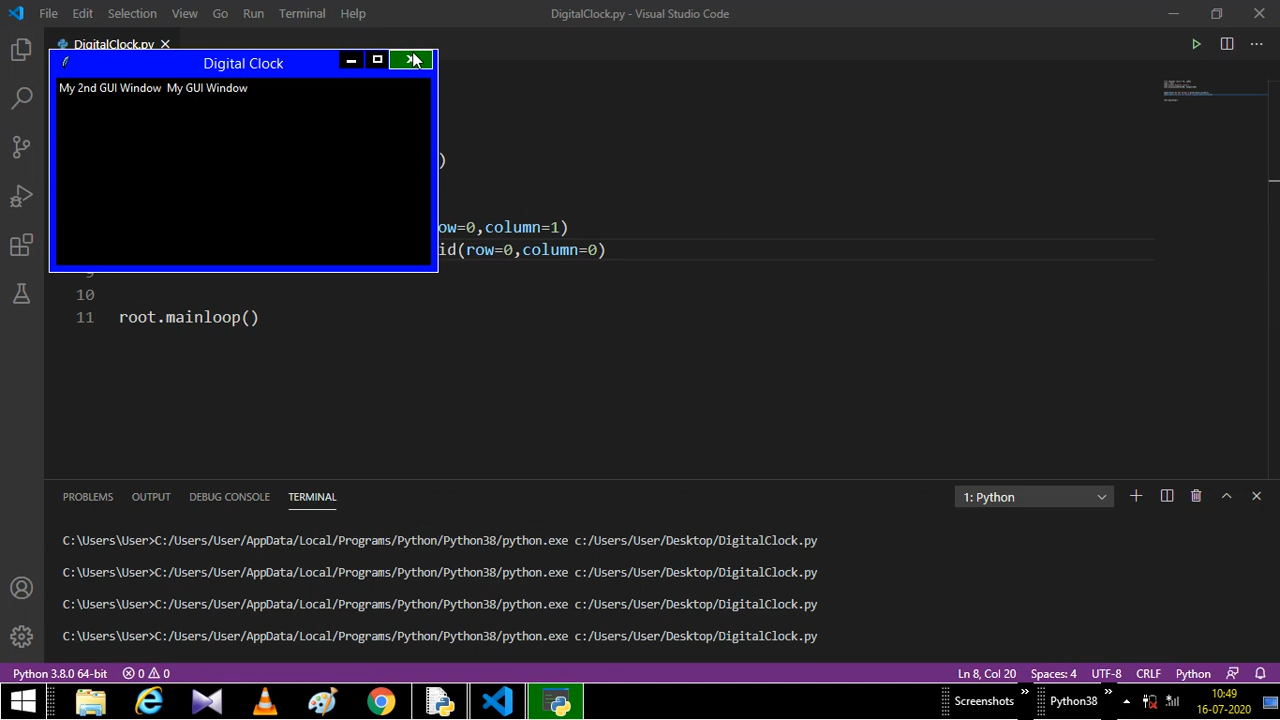 File Edit Selection View Go Run Terminal Help DigitalClock.py - Visual Studio Code
DigitalClock.py
Digital Clock
My 2nd GUI Window My GUI Window
)
ow=0,column=1)
id(row=0,column=0)
10
11 root.mainloop()
PROBLEMS OUTPUT DEBUG CONSOLE TERMINAL 1: Python
C:\Users\User>C:/Users/User/AppData/Local/Programs/Python/Python38/python.exe c:/Users/User/Desktop/DigitalClock.py
C:\Users\User>C:/Users/User/AppData/Local/Programs/Python/Python38/python.exe c:/Users/User/Desktop/DigitalClock.py
C:\Users\User>C:/Users/User/AppData/Local/Programs/Python/Python38/python.exe c:/Users/User/Desktop/DigitalClock.py
C:\Users\User>C:/Users/User/AppData/Local/Programs/Python/Python38/python.exe c:/Users/User/Desktop/DigitalClock.py
Python 3.8.0 64-bit 0 0 Ln 8, Col 20 Spaces: 4 UTF-8 CRLF Python
Screenshots Python38 10:49
16-07-2020